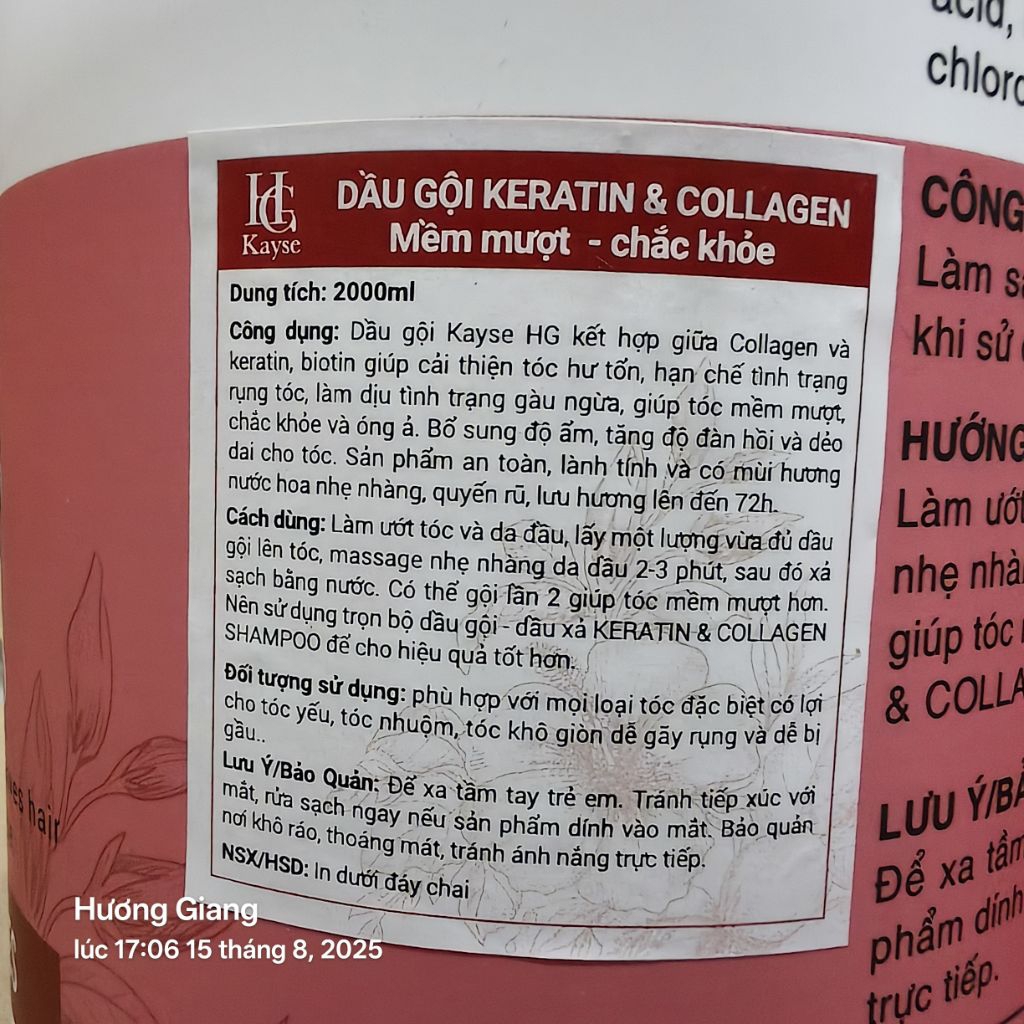 acid,
HG
Kayse
DẦU GỘI KERATIN & COLLAGEN
Mềm mượt - chắc khỏe
Dung tích: 2000ml
Công dụng: Dầu gội Kayse HG kết hợp giữa Collagen và
keratin, biotin giúp cải thiện tóc hư tổn, hạn chế tình trạng
rụng tóc, làm dịu tình trạng gàu ngừa, giúp tóc mềm mượt,
chắc khỏe và óng ả. Bổ sung độ ẩm, tăng độ đàn hồi và dẻo
dai cho tóc. Sản phẩm an toàn, lành tính và có mùi hương
nước hoa nhẹ nhàng, quyến rũ, lưu hương lên đến 72h.
Cách dùng: Làm ướt tóc và da đầu, lấy một lượng vừa đủ dầu
gội lên tóc, massage nhẹ nhàng da dầu 2-3 phút, sau đó xả
sạch bằng nước. Có thể gội lần 2 giúp tóc mềm mượt hơn.
Nên sử dụng trọn bộ dầu gội - dầu xả KERATIN & COLLAGEN
SHAMPOO để cho hiệu quả tốt hơn.
Đối tượng sử dụng: phù hợp với mọi loại tóc đặc biệt có lợi
cho tóc yếu, tóc nhuộm, tóc khô giòn dễ gãy rụng và dễ bị
gầu..
Lưu Ý/Bảo Quản: Để xa tầm tay trẻ em. Tránh tiếp xúc với
mắt, rửa sạch ngay nếu sản phẩm dính vào mắt. Bảo quản
nơi khô ráo, thoáng mát, tránh ánh nắng trực tiếp.
NSX/HSD: In dưới đáy chai
CÔNG
Làm
khi sử
HƯỚNG
Làm ướt
nhẹ
giúp tóc
&
LƯU Ý/
Để xa tầm
phẩm dính
trực tiếp.
hair
Hương Giang
lúc 17:06 15 tháng 8, 2025